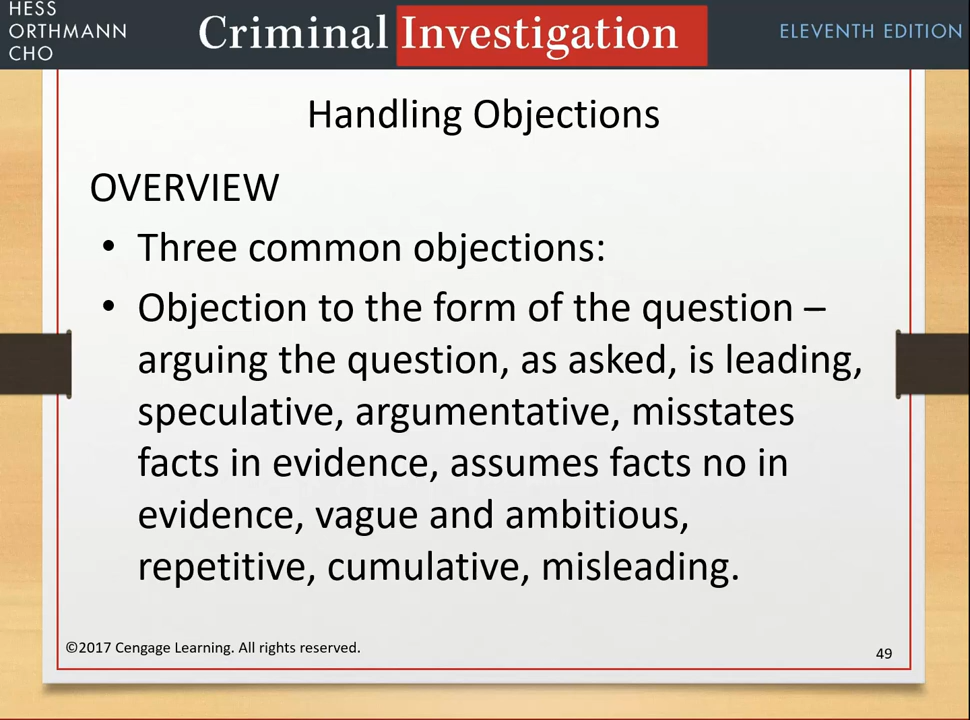 HESS
ORTHMANN
CHO
Criminal Investigation
ELEVENTH EDITION
Handling Objections
OVERVIEW
• Three common objections:
• Objection to the form of the question –
arguing the question, as asked, is leading,
speculative, argumentative, misstates
facts in evidence, assumes facts no in
evidence, vague and ambitious,
repetitive, cumulative, misleading.
©2017 Cengage Learning. All rights reserved.
49